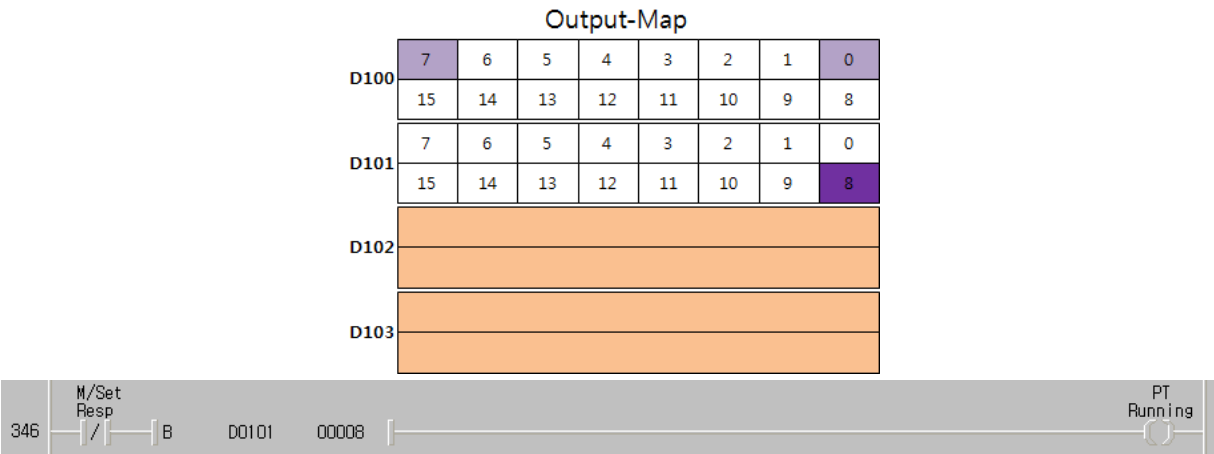 Output-Map
D100
7 6 5 4 3 2 1 0
15 14 13 12 11 10 9 8
D101
7 6 5 4 3 2 1 0
15 14 13 12 11 10 9 8
D102
D103
M/Set
Resp
PT
Running
346 B D0101 00008